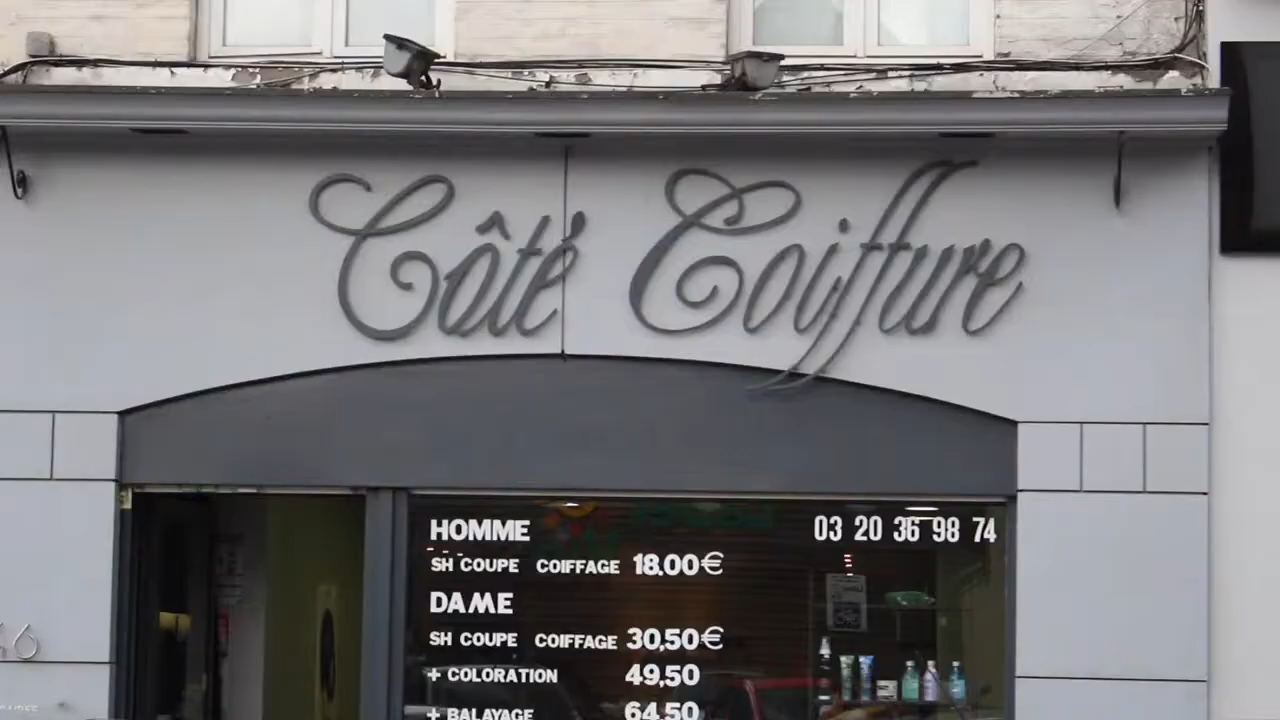 Côté Coiffure
HOMME
03 20 36 98 74
SH COUPE COIFFAGE 18.00€
DAME
SH COUPE COIFFAGE 30,50€
+ COLORATION 49,50
+ BALAYAGE 64,50